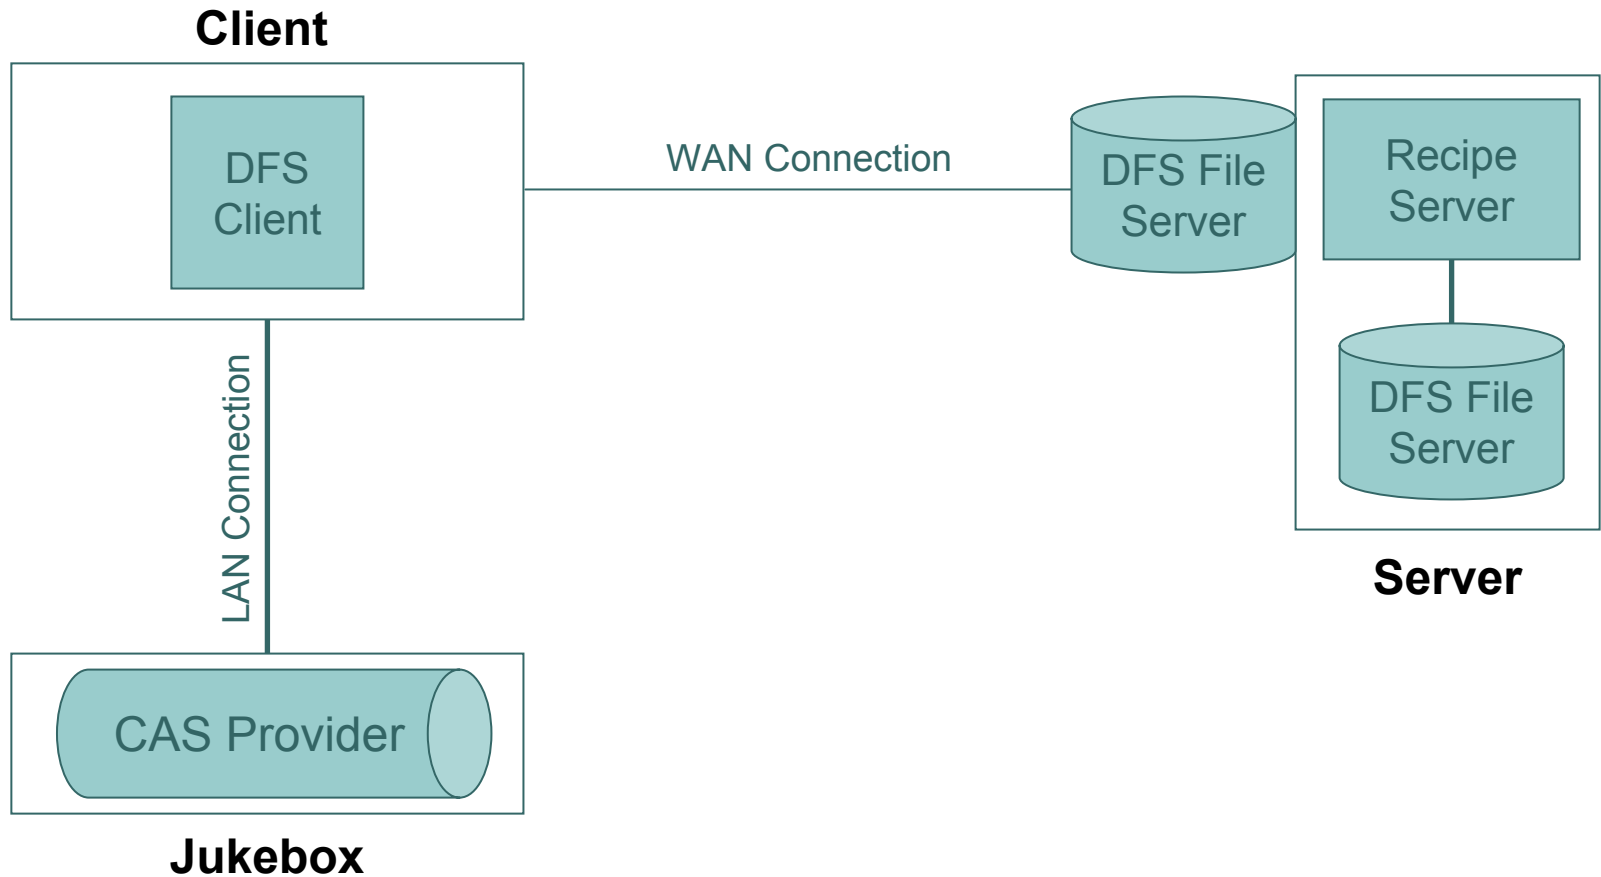 Client
DFS
Client
WAN Connection
DFS File
Server
Recipe
Server
DFS File
Server
Server
LAN Connection
CAS Provider
Jukebox